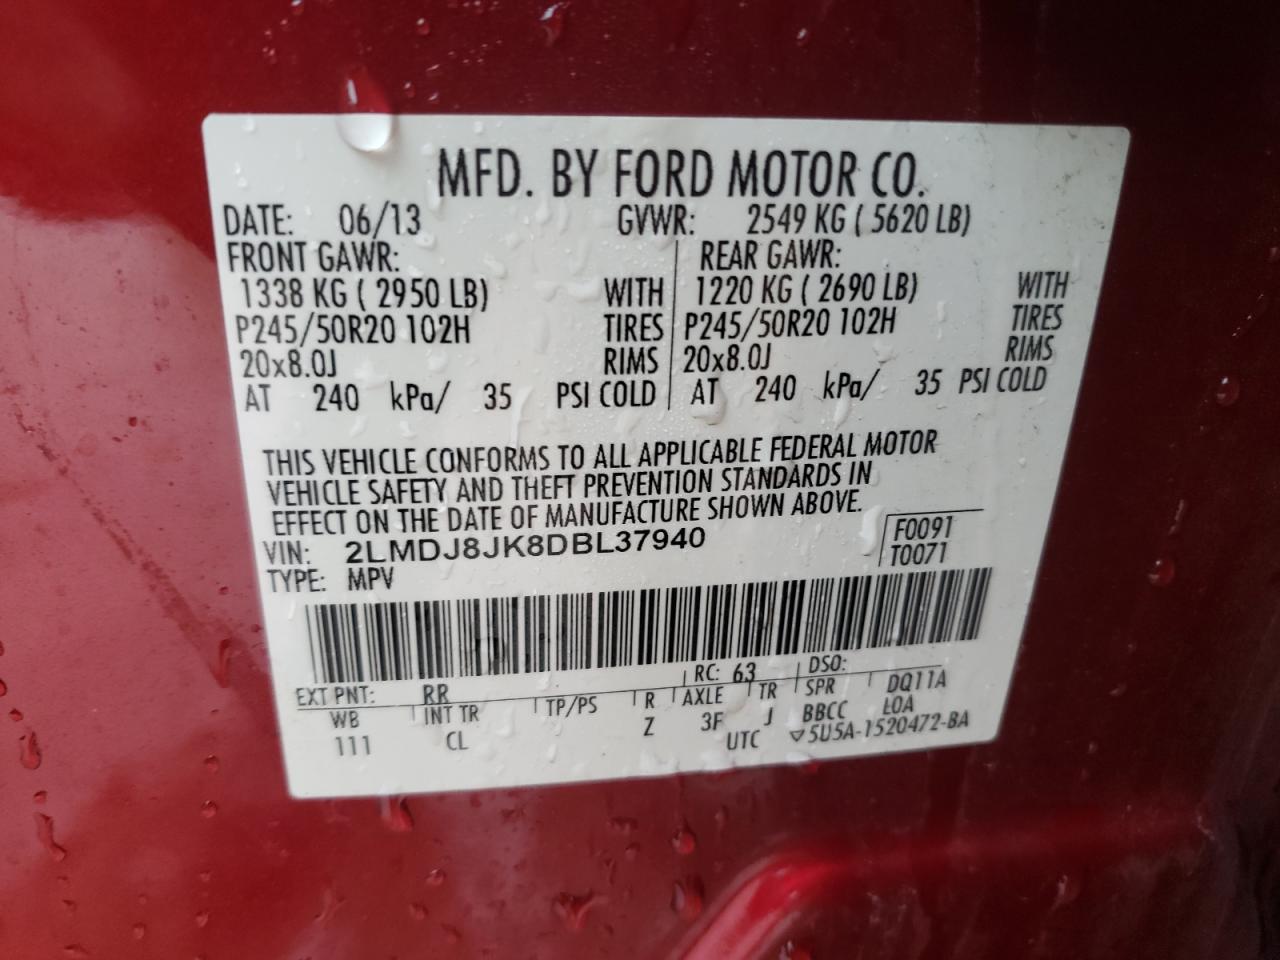 MFD. BY FORD MOTOR CO.
DATE: 06/13 GVWR: 2549 KG ( 5620 LB)
FRONT GAWR: REAR GAWR:
1338 KG ( 2950 LB) WITH 1220 KG ( 2690 LB) WITH
P245/50R20 102H TIRES P245/50R20 102H TIRES
20x8.0J RIMS 20x8.0J RIMS
AT 240 kPa/ 35 PSI COLD AT 240 kPa/ 35 PSI COLD
THIS VEHICLE CONFORMS TO ALL APPLICABLE FEDERAL MOTOR
VEHICLE SAFETY AND THEFT PREVENTION STANDARDS IN
EFFECT ON THE DATE OF MANUFACTURE SHOWN ABOVE.
VIN: 2LMDJ8JK8DBL37940 F0091
TYPE: MPV T0071
EXT PNT: RR RC: 63 DSO:
WB INT TR TP/PS R AXLE TR SPR DQ11A
111 CL Z 3F J BBCC LOA
UTC ▽5U5A-1520472-BA